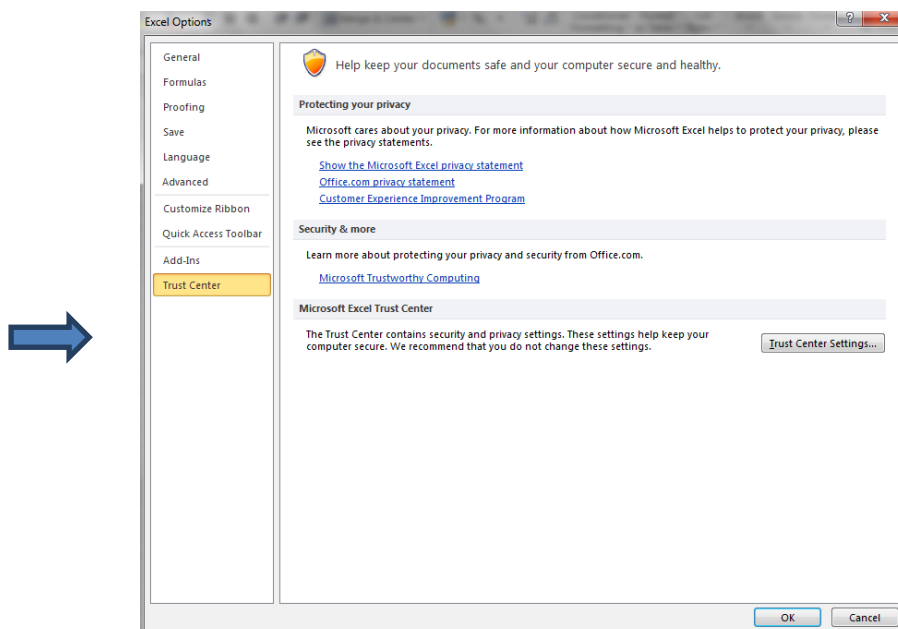 Excel Options
General
Formulas
Proofing
Save
Language
Advanced
Customize Ribbon
Quick Access Toolbar
Add-Ins
Trust Center
Help keep your documents safe and your computer secure and healthy.
Protecting your privacy
Microsoft cares about your privacy. For more information about how Microsoft Excel helps to protect your privacy, please
see the privacy statements.
Show the Microsoft Excel privacy statement
Office.com privacy statement
Customer Experience Improvement Program
Security & more
Learn more about protecting your privacy and security from Office.com.
Microsoft Trustworthy Computing
Microsoft Excel Trust Center
The Trust Center contains security and privacy settings. These settings help keep your
computer secure. We recommend that you do not change these settings.
Trust Center Settings...
OK
Cancel